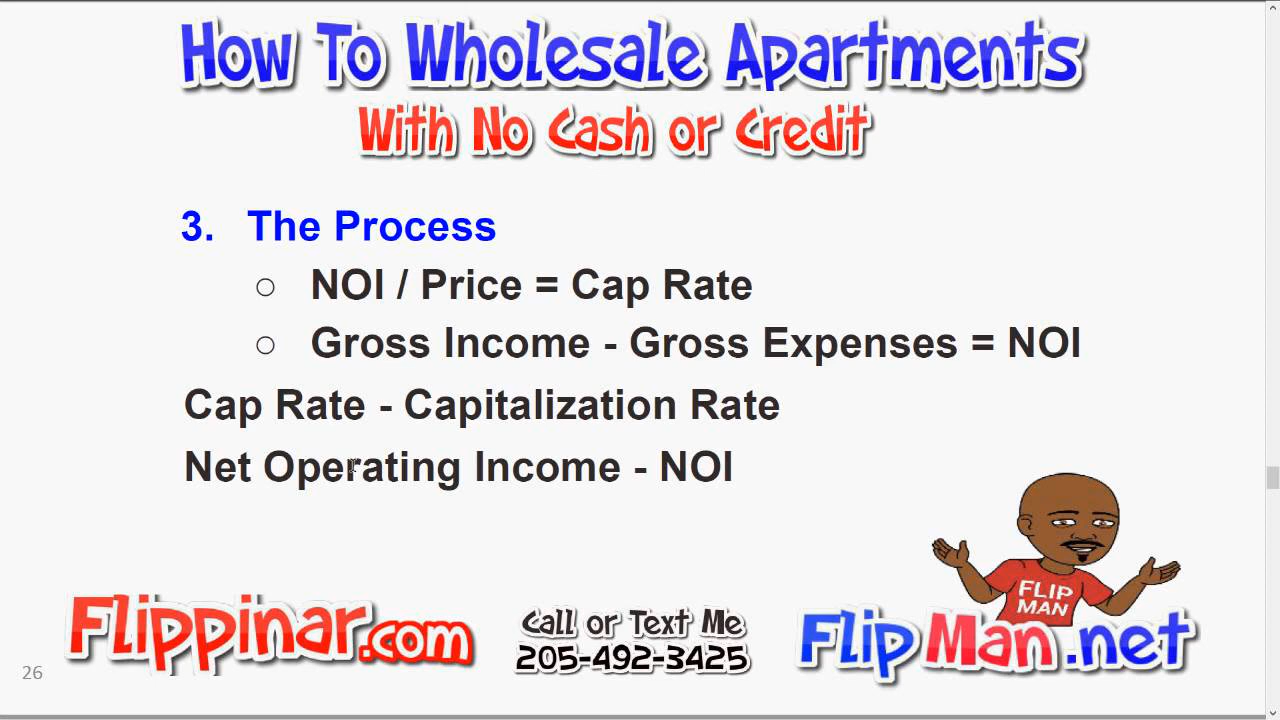 How To Wholesale Apartments
With No Cash or Credit
3. The Process
○ NOI / Price = Cap Rate
○ Gross Income - Gross Expenses = NOI
Cap Rate - Capitalization Rate
Net Operating Income - NOI
FLIP
MAN
Flippinar.com
Call or Text Me
205-492-3425
FlipMan.net
26